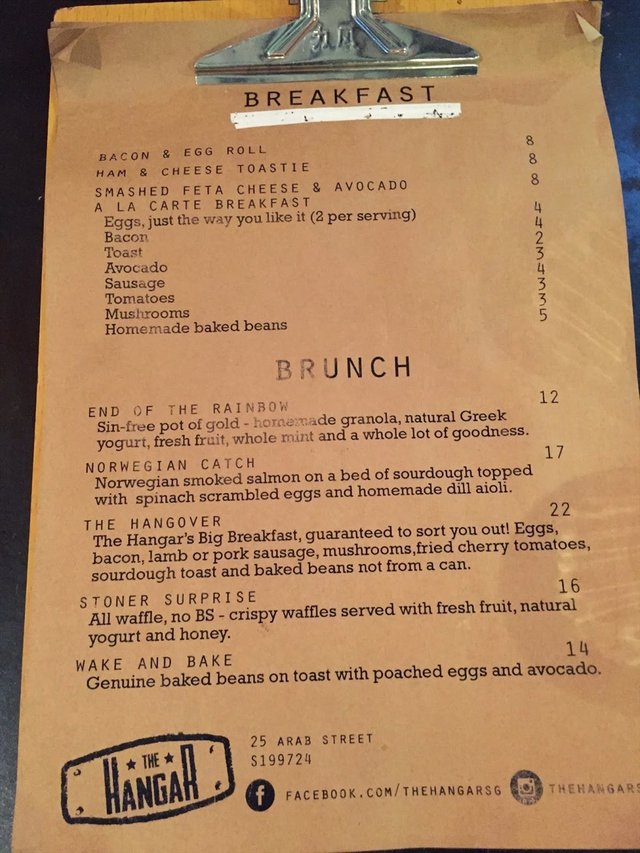 BREAKFAST
BACON & EGG ROLL 8
HAM & CHEESE TOASTIE 8
SMASHED FETA CHEESE & AVOCADO 8
A LA CARTE BREAKFAST
Eggs, just the way you like it (2 per serving) 4
Bacon 4
Toast 2
Avocado 3
Sausage 4
Tomatoes 3
Mushrooms 3
Homemade baked beans 5
BRUNCH
END OF THE RAINBOW 12
Sin-free pot of gold - homemade granola, natural Greek
yogurt, fresh fruit, whole mint and a whole lot of goodness.
NORWEGIAN CATCH 17
Norwegian smoked salmon on a bed of sourdough topped
with spinach scrambled eggs and homemade dill aioli.
THE HANGOVER 22
The Hangar's Big Breakfast, guaranteed to sort you out! Eggs,
bacon, lamb or pork sausage, mushrooms,fried cherry tomatoes,
sourdough toast and baked beans not from a can.
STONER SURPRISE 16
All waffle, no BS - crispy waffles served with fresh fruit, natural
yogurt and honey.
WAKE AND BAKE 14
Genuine baked beans on toast with poached eggs and avocado.
THE
HANGAR
25 ARAB STREET
S199724
FACEBOOK.COM/THEHANGARSG THEHANGARS